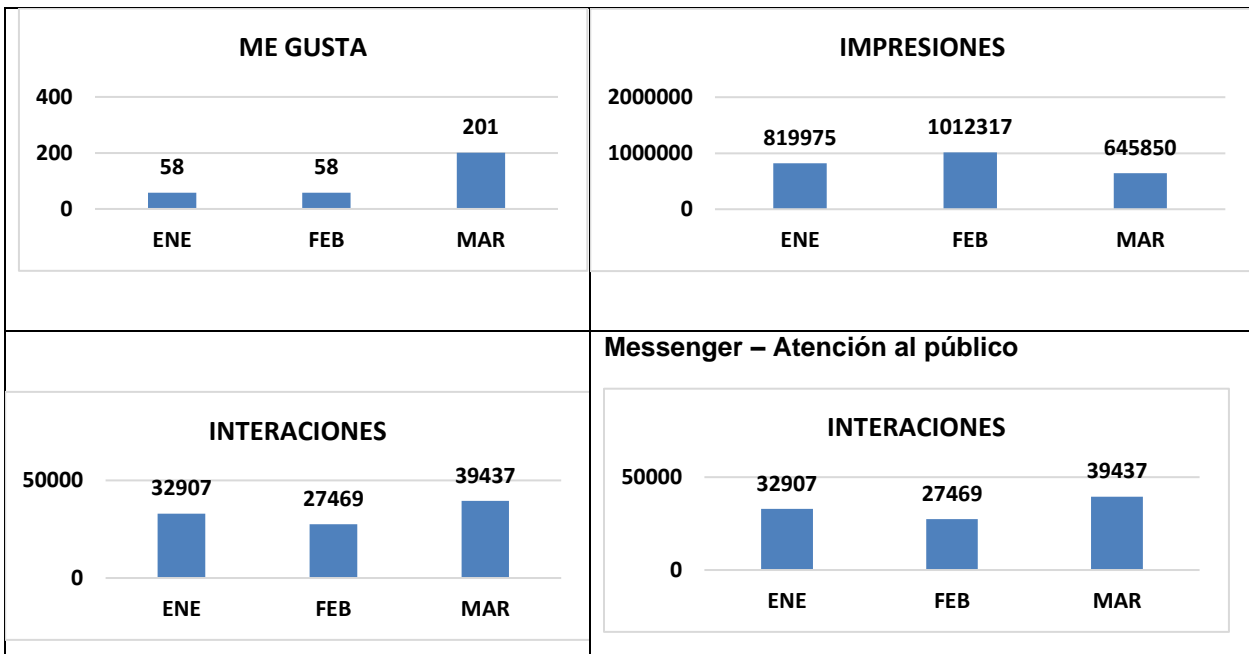 ME GUSTA
400
200
0
58
58
201
ENE FEB MAR
IMPRESIONES
2000000
1000000
0
819975
1012317
645850
ENE FEB MAR
INTERACIONES
50000
0
32907
27469
39437
ENE FEB MAR
Messenger – Atención al público
INTERACIONES
50000
0
32907
27469
39437
ENE FEB MAR